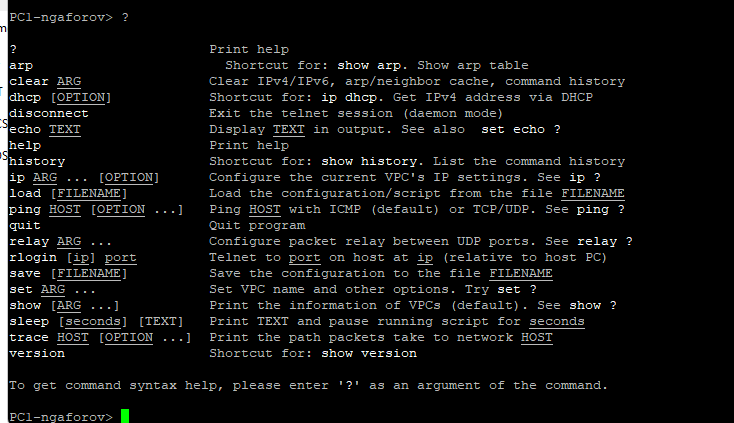 PC1-ngaforov> ?
?                        Print help
arp                        Shortcut for: show arp. Show arp table
clear ARG                Clear IPv4/IPv6, arp/neighbor cache, command history
dhcp [OPTION]            Shortcut for: ip dhcp. Get IPv4 address via DHCP
disconnect               Exit the telnet session (daemon mode)
echo TEXT                Display TEXT in output. See also  set echo ?
help                     Print help
history                  Shortcut for: show history. List the command history
ip ARG ... [OPTION]      Configure the current VPC's IP settings. See ip ?
load [FILENAME]          Load the configuration/script from the file FILENAME
ping HOST [OPTION ...]   Ping HOST with ICMP (default) or TCP/UDP. See ping ?
quit                     Quit program
relay ARG ...            Configure packet relay between UDP ports. See relay ?
rlogin [ip] port         Telnet to port on host at ip (relative to host PC)
save [FILENAME]          Save the configuration to the file FILENAME
set ARG ...              Set VPC name and other options. Try set ?
show [ARG ...]           Print the information of VPCs (default). See show ?
sleep [seconds] [TEXT]   Print TEXT and pause running script for seconds
trace HOST [OPTION ...]  Print the path packets take to network HOST
version                  Shortcut for: show version
To get command syntax help, please enter '?' as an argument of the command.
PC1-ngaforov>